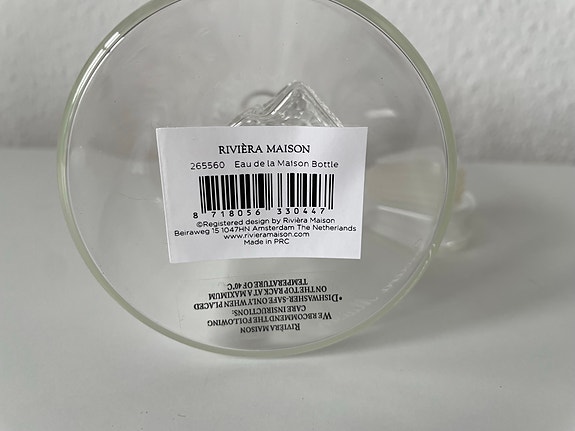 RIVIÈRA MAISON
265560 Eau de la Maison Bottle
8 718056 330447
©Registered design by Rivièra Maison
Beiraweg 15 1047HN Amsterdam The Netherlands
www.rivieramaison.com
Made in PRC
RIVIÈRA MAISON
WE RECOMMEND THE FOLLOWING
CARE INSTRUCTIONS:
•DISHWASHER-SAFE ONLY WHEN PLACED
ON THE TOP RACK AT A MAXIMUM
TEMPERATURE OF 40°C